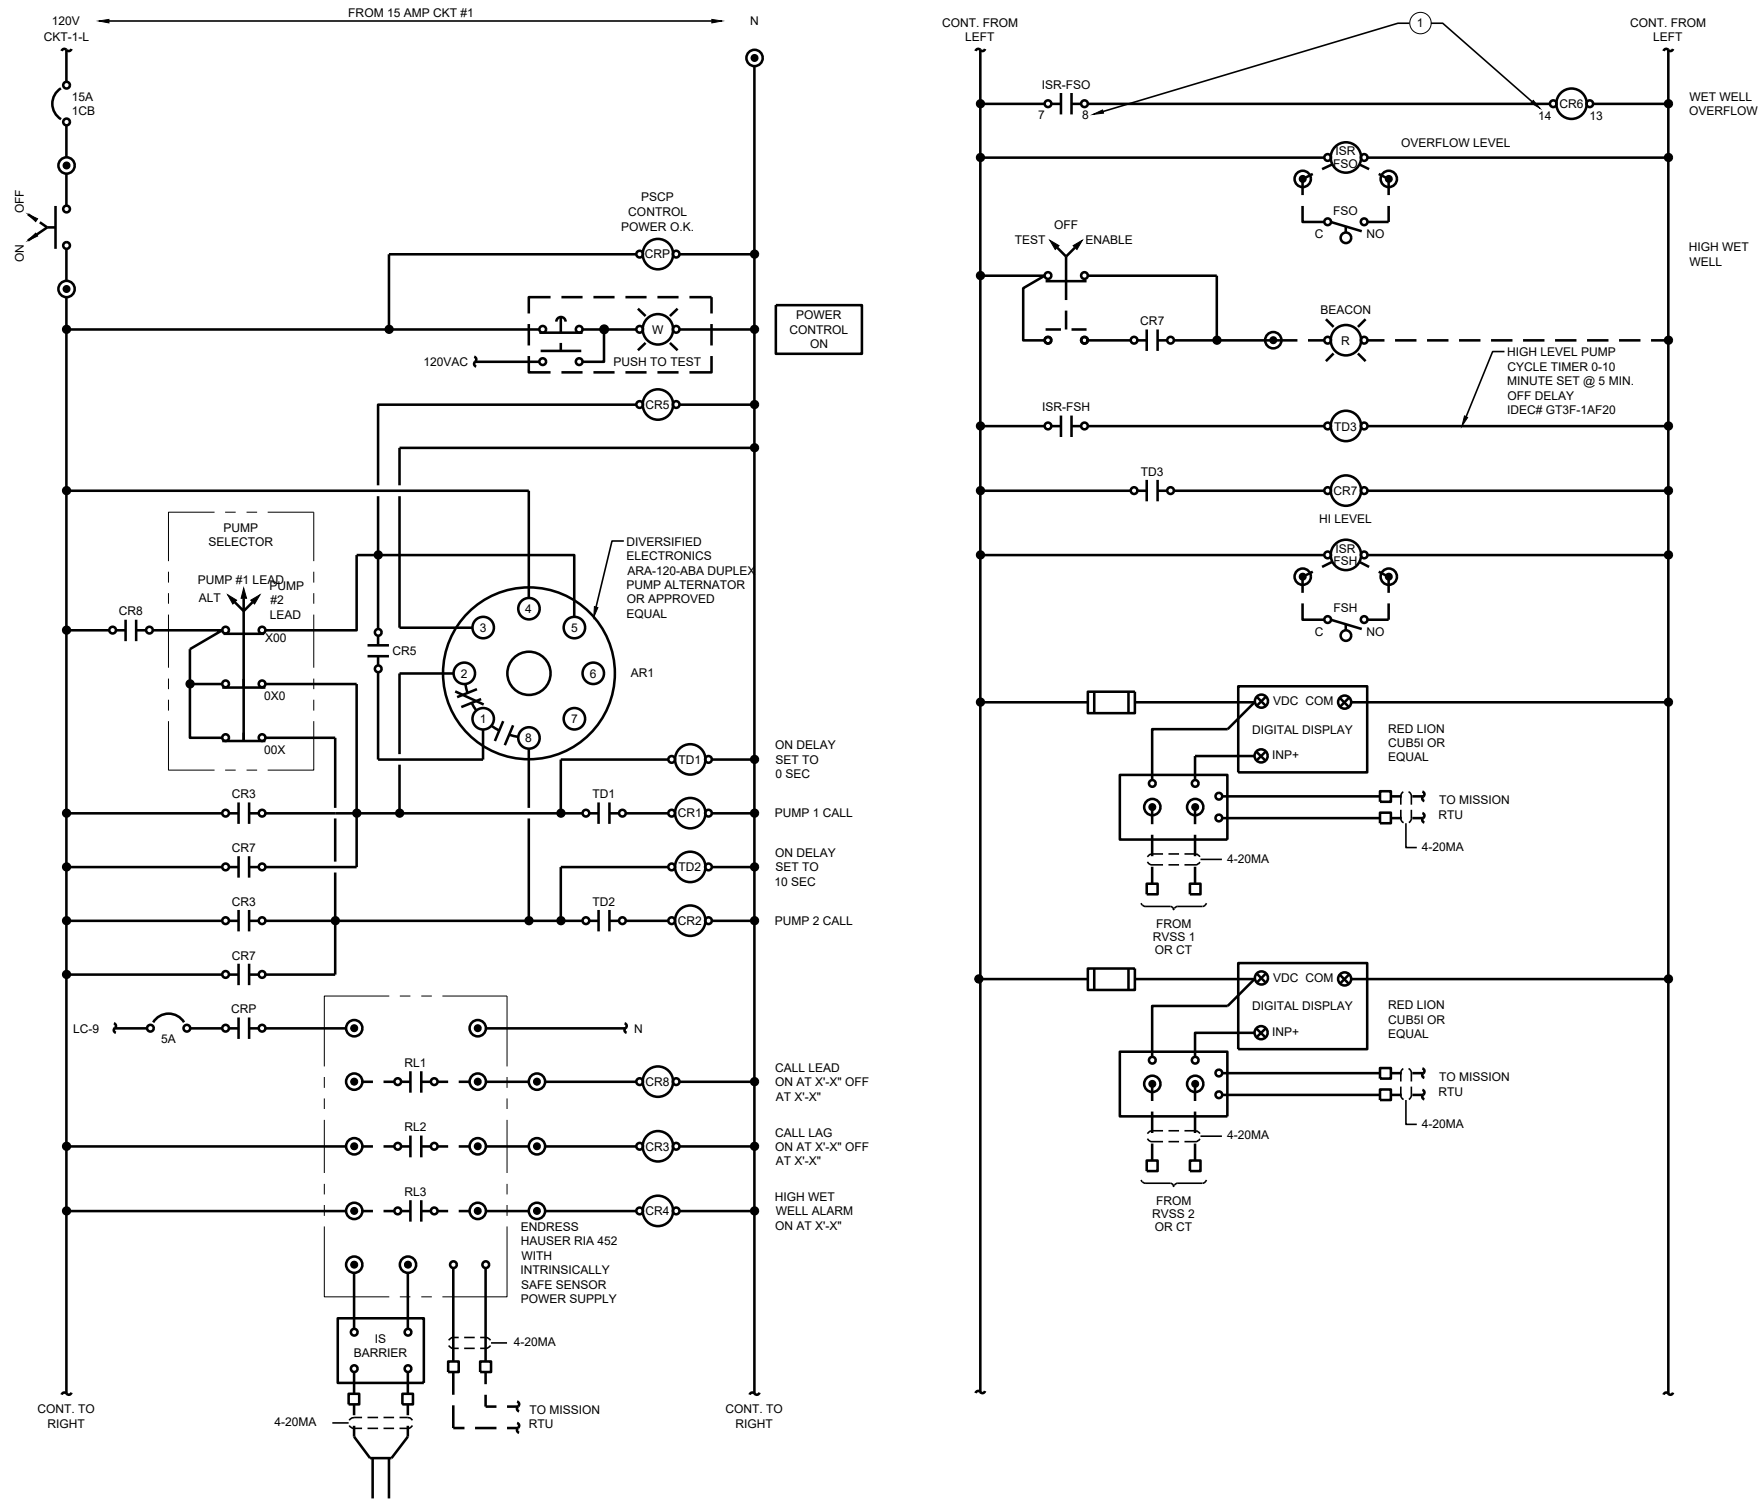 120V
CKT-1-L
FROM 15 AMP CKT #1
N
15A
1CB
OFF
ON
PSCP
CONTROL
POWER O.K.
CRP
W
PUSH TO TEST
120VAC
POWER
CONTROL
ON
CR5
PUMP
SELECTOR
PUMP #1 LEAD
ALT
PUMP
#2
LEAD
CR8
X00
0X0
00X
CR5
DIVERSIFIED
ELECTRONICS
ARA-120-ABA DUPLEX
PUMP ALTERNATOR
OR APPROVED
EQUAL
4
3
5
2
6
1
7
8
AR1
TD1
ON DELAY
SET TO
0 SEC
CR3
TD1
CR1
PUMP 1 CALL
CR7
TD2
ON DELAY
SET TO
10 SEC
CR3
TD2
CR2
PUMP 2 CALL
CR7
LC-9
5A
CRP
N
RL1
CR8
CALL LEAD
ON AT X'-X" OFF
AT X'-X"
RL2
CR3
CALL LAG
ON AT X'-X" OFF
AT X'-X"
RL3
CR4
HIGH WET
WELL ALARM
ON AT X'-X"
ENDRESS
HAUSER RIA 452
WITH
INTRINSICALLY
SAFE SENSOR
POWER SUPPLY
IS
BARRIER
4-20MA
4-20MA
TO MISSION
RTU
CONT. TO
RIGHT
CONT. TO
RIGHT
CONT. FROM
LEFT
1
CONT. FROM
LEFT
ISR-FSO
7
8
14
CR6
13
WET WELL
OVERFLOW
OVERFLOW LEVEL
ISR
FSO
FSO
C
NO
OFF
TEST
ENABLE
HIGH WET
WELL
CR7
BEACON
R
HIGH LEVEL PUMP
CYCLE TIMER 0-10
MINUTE SET @ 5 MIN.
OFF DELAY
IDEC# GT3F-1AF20
ISR-FSH
TD3
TD3
CR7
HI LEVEL
ISR
FSH
FSH
C
NO
VDC
COM
DIGITAL DISPLAY
INP+
RED LION
CUB5I OR
EQUAL
TO MISSION
RTU
4-20MA
4-20MA
FROM
RVSS 1
OR CT
VDC
COM
DIGITAL DISPLAY
INP+
RED LION
CUB5I OR
EQUAL
TO MISSION
RTU
4-20MA
4-20MA
FROM
RVSS 2
OR CT